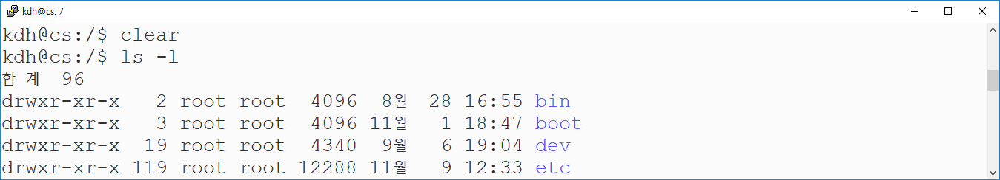 kdh@cs: /
kdh@cs:/$ clear
kdh@cs:/$ ls -l
합계 96
drwxr-xr-x 2 root root 4096 8월 28 16:55 bin
drwxr-xr-x 3 root root 4096 11월 1 18:47 boot
drwxr-xr-x 19 root root 4340 9월 6 19:04 dev
drwxr-xr-x 119 root root 12288 11월 9 12:33 etc